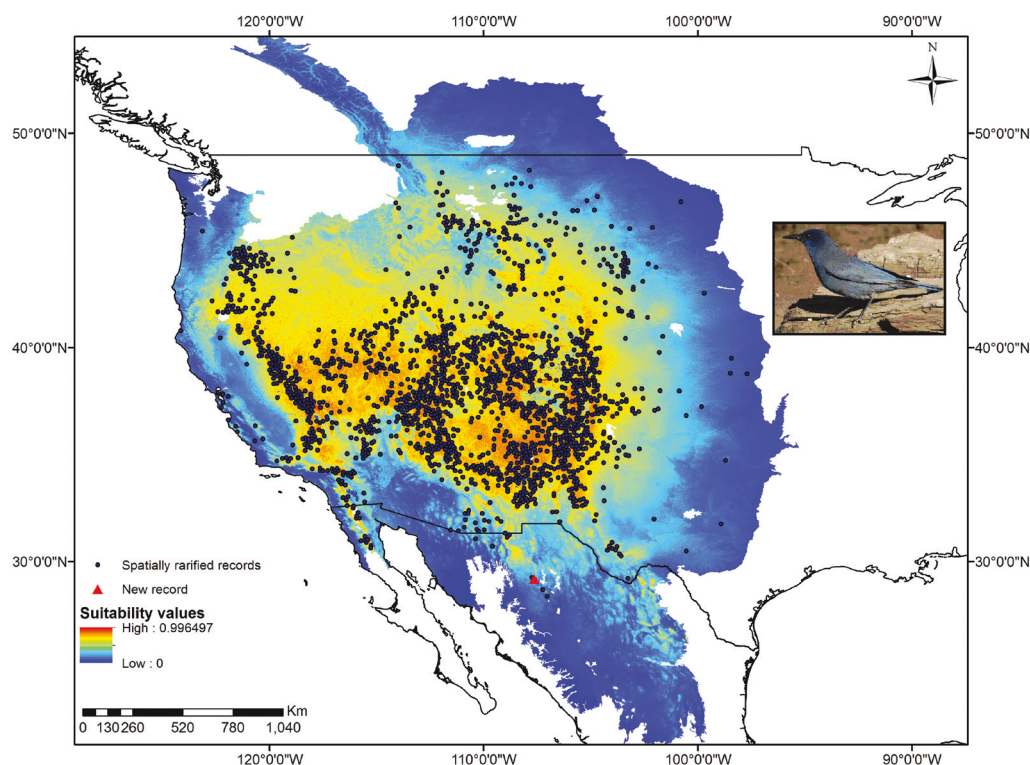 120°0'0"W 110°0'0"W 100°0'0"W 90°0'0"W
N
50°0'0"N 50°0'0"N
40°0'0"N 40°0'0"N
30°0'0"N 30°0'0"N
Spatially rarified records
New record
Suitability values
High : 0.996497
Low : 0
Km
0 130 260 520 780 1,040
120°0'0"W 110°0'0"W 100°0'0"W 90°0'0"W